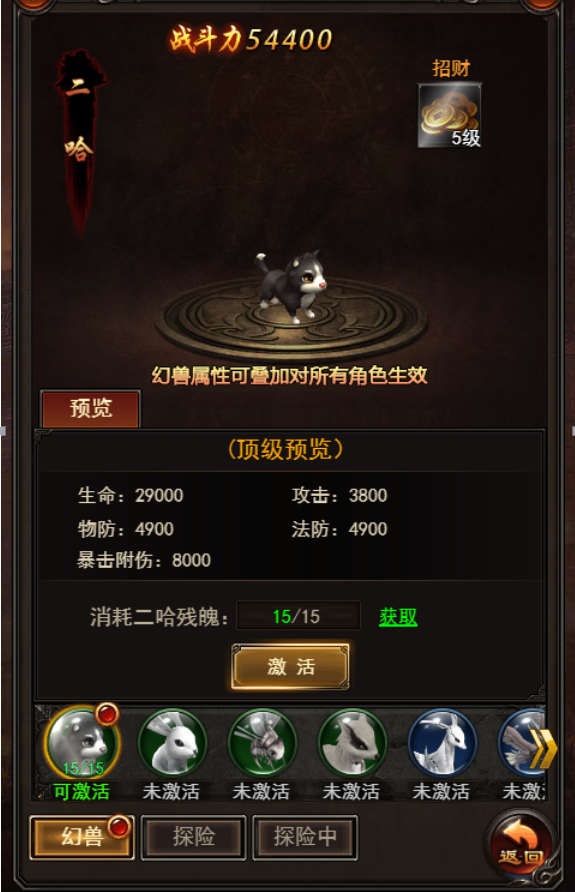 战斗力54400
二哈
招财
5级
幻兽属性可叠加对所有角色生效
预览
(顶级预览)
生命：29000 攻击：3800
物防：4900 法防：4900
暴击附伤：8000
消耗二哈残魄： 15/15 获取
激 活
15/15
可激活 未激活 未激活 未激活 未激活 未激
幻兽 探险 探险中 返回